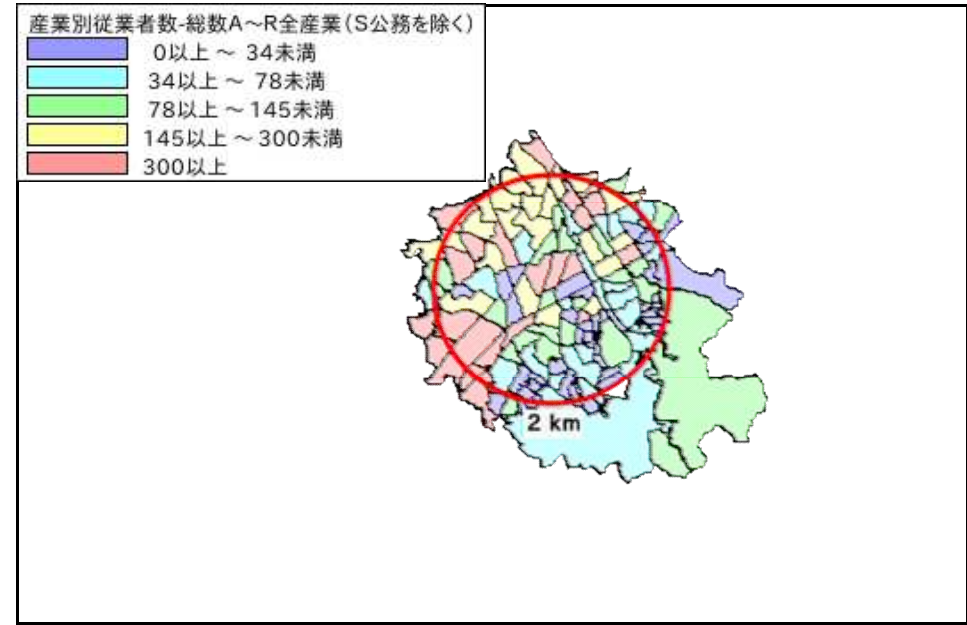 産業別従業者数-総数A～R全産業(S公務を除く)
0以上 ～ 34未満
34以上 ～ 78未満
78以上 ～ 145未満
145以上 ～ 300未満
300以上
2 km